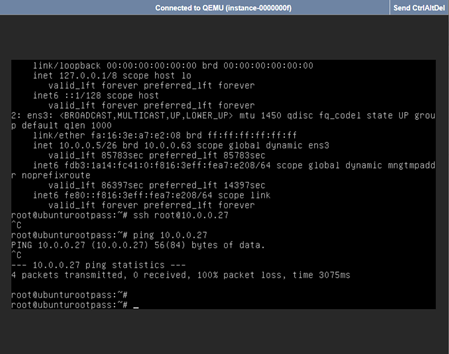 Connected to QEMU (instance-0000000f)
Send CtrlAltDel
link/loopback 00:00:00:00:00:00 brd 00:00:00:00:00:00
inet 127.0.0.1/8 scope host lo
valid_lft forever preferred_lft forever
inet6 ::1/128 scope host
valid_lft forever preferred_lft forever
2: ens3: <BROADCAST,MULTICAST,UP,LOWER_UP> mtu 1450 qdisc fq_codel state UP grou
p default qlen 1000
link/ether fa:16:3e:a7:e2:08 brd ff:ff:ff:ff:ff:ff
inet 10.0.0.5/26 brd 10.0.0.63 scope global dynamic ens3
valid_lft 85783sec preferred_lft 85783sec
inet6 fdb3:1a14:fc41:0:f816:3eff:fea7:e208/64 scope global dynamic mngtmpadd
r noprefixroute
valid_lft 86397sec preferred_lft 14397sec
inet6 fe80::f816:3eff:fea7:e208/64 scope link
valid_lft forever preferred_lft forever
root@ubunturootpass:~# ssh root@10.0.0.27
^C
root@ubunturootpass:~# ping 10.0.0.27
PING 10.0.0.27 (10.0.0.27) 56(84) bytes of data.
^C
--- 10.0.0.27 ping statistics ---
4 packets transmitted, 0 received, 100% packet loss, time 3075ms
root@ubunturootpass:~#
root@ubunturootpass:~# _